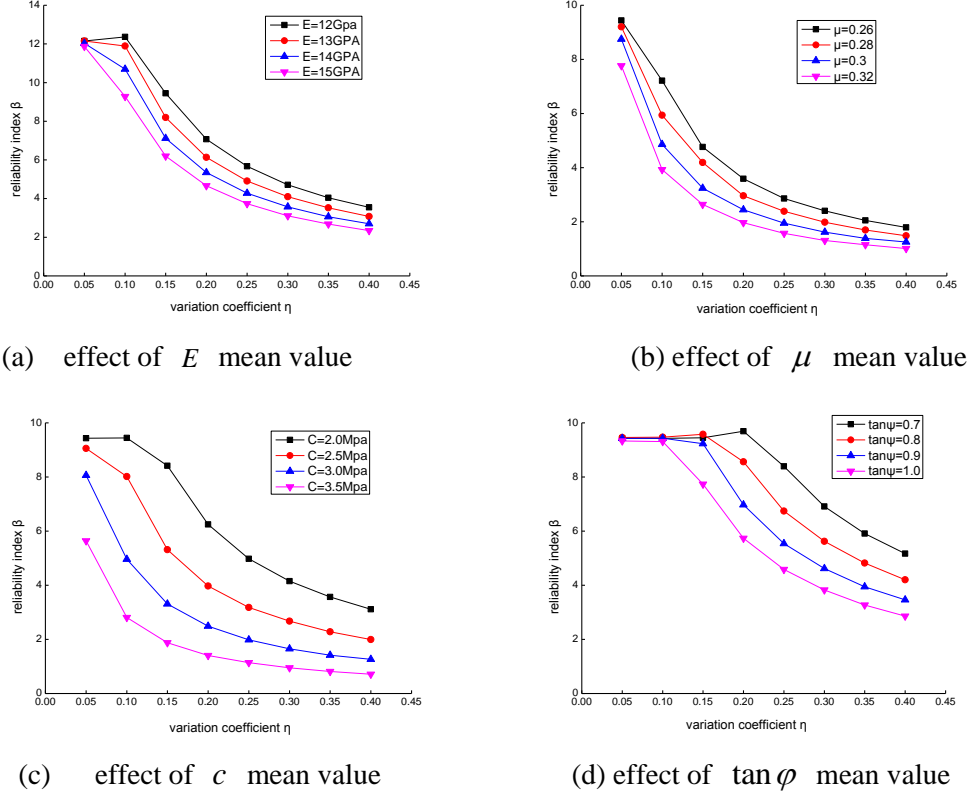 14
12
10
8
6
4
2
0
reliability index β
E=12Gpa
E=13GPA
E=14GPA
E=15GPA
0.00 0.05 0.10 0.15 0.20 0.25 0.30 0.35 0.40 0.45
variation coefficient η
(a) effect of E mean value
10
8
6
4
2
0
reliability index β
μ=0.26
μ=0.28
μ=0.3
μ=0.32
0.00 0.05 0.10 0.15 0.20 0.25 0.30 0.35 0.40 0.45
variation coefficient η
(b) effect of μ mean value
10
8
6
4
2
0
reliability index β
C=2.0Mpa
C=2.5Mpa
C=3.0Mpa
C=3.5Mpa
0.00 0.05 0.10 0.15 0.20 0.25 0.30 0.35 0.40 0.45
variation coefficient η
(c) effect of c mean value
10
8
6
4
2
0
reliability index β
tanψ=0.7
tanψ=0.8
tanψ=0.9
tanψ=1.0
0.00 0.05 0.10 0.15 0.20 0.25 0.30 0.35 0.40 0.45
variation coefficient η
(d) effect of tan φ mean value